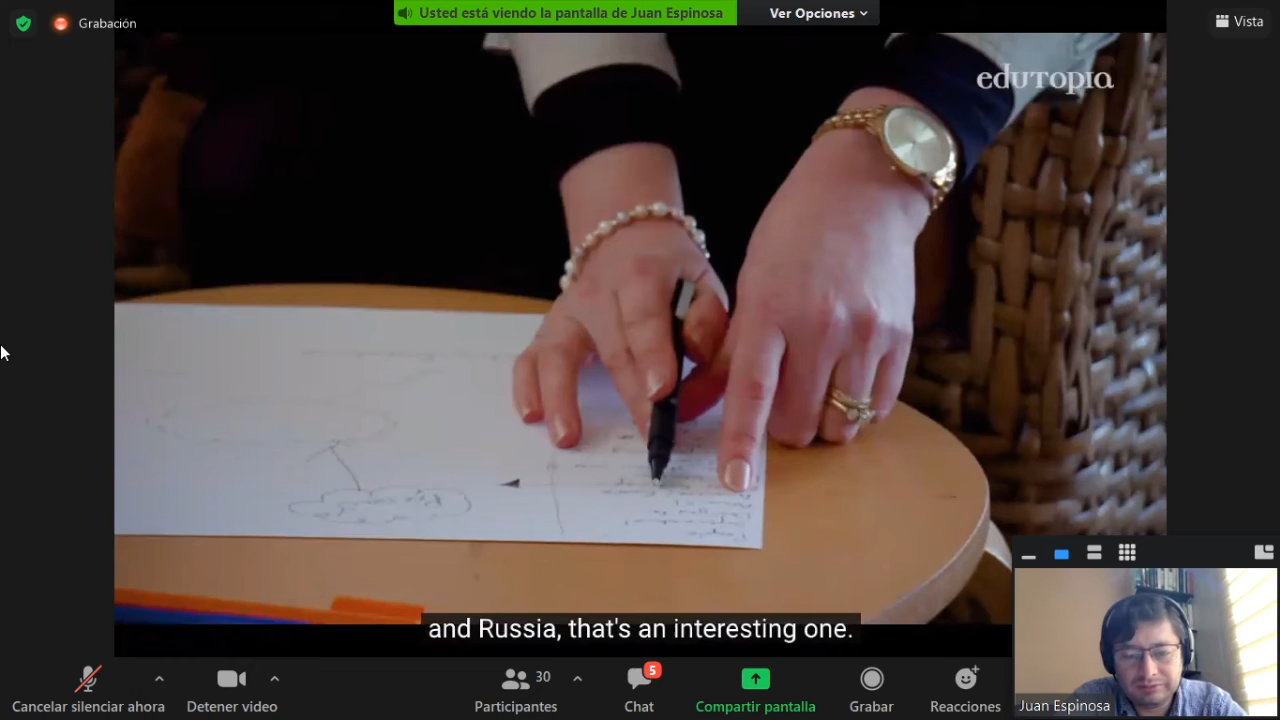 Grabación
Usted está viendo la pantalla de Juan Espinosa
Ver Opciones
Vista
edutopia
and Russia, that's an interesting one.
Cancelar silenciar ahora
Detener video
Participantes
30
Chat
5
Compartir pantalla
Grabar
Reacciones
Juan Espinosa